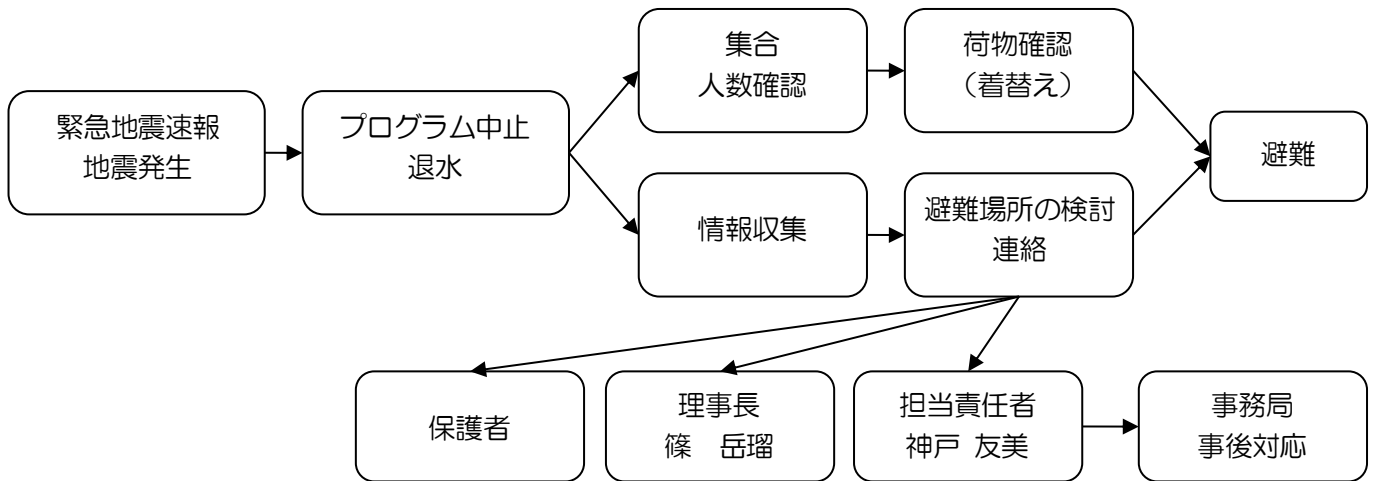 緊急地震速報
地震発生
プログラム中止
退水
集合
人数確認
荷物確認
（着替え）
情報収集
避難場所の検討
連絡
避難
保護者
理事長
篠　岳瑠
担当責任者
神戸 友美
事務局
事後対応